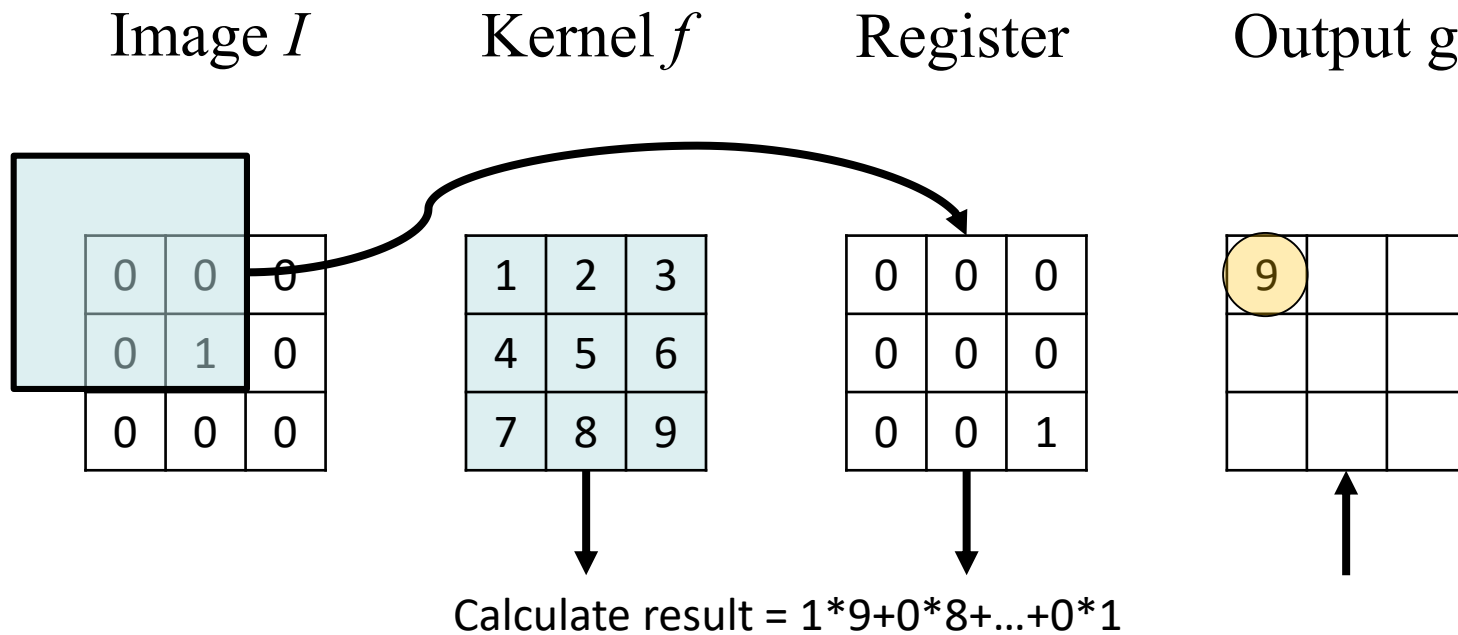 Image I Kernel f Register Output g
0 0 0 1 2 3 0 0 0 9
0 1 0 4 5 6 0 0 0
0 0 0 7 8 9 0 0 1
Calculate result = 1*9+0*8+...+0*1